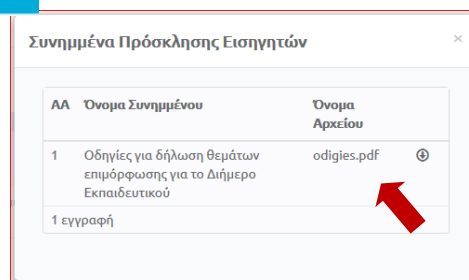 Συνημμένα Πρόσκλησης Εισηγητών ×
ΑΑ Όνομα Συνημμένου Όνομα
Αρχείου
1 Οδηγίες για δήλωση θεμάτων odigies.pdf
επιμόρφωσης για το Διήμερο
Εκπαιδευτικού
1 εγγραφή